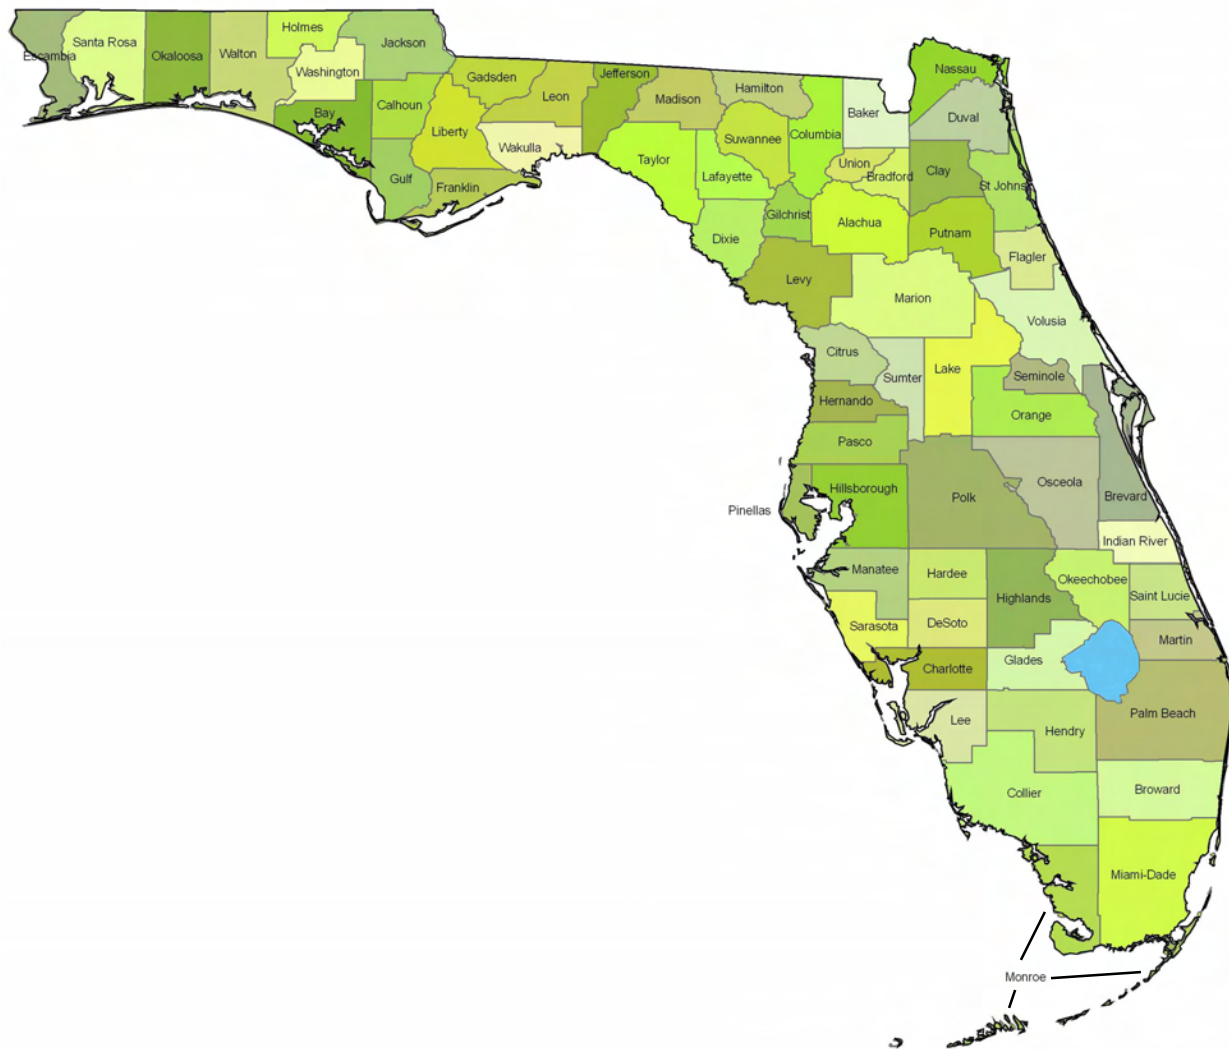 Escambia
Santa Rosa
Okaloosa
Walton
Holmes
Washington
Jackson
Bay
Calhoun
Gulf
Liberty
Gadsden
Franklin
Leon
Wakulla
Jefferson
Madison
Taylor
Hamilton
Suwannee
Lafayette
Dixie
Columbia
Gilchrist
Baker
Union
Bradford
Nassau
Duval
Clay
St Johns
Alachua
Putnam
Flagler
Levy
Marion
Volusia
Citrus
Sumter
Lake
Seminole
Hernando
Orange
Pasco
Hillsborough
Polk
Osceola
Brevard
Pinellas
Indian River
Manatee
Hardee
Highlands
Okeechobee
Saint Lucie
Sarasota
DeSoto
Martin
Charlotte
Glades
Palm Beach
Lee
Hendry
Collier
Broward
Miami-Dade
Monroe